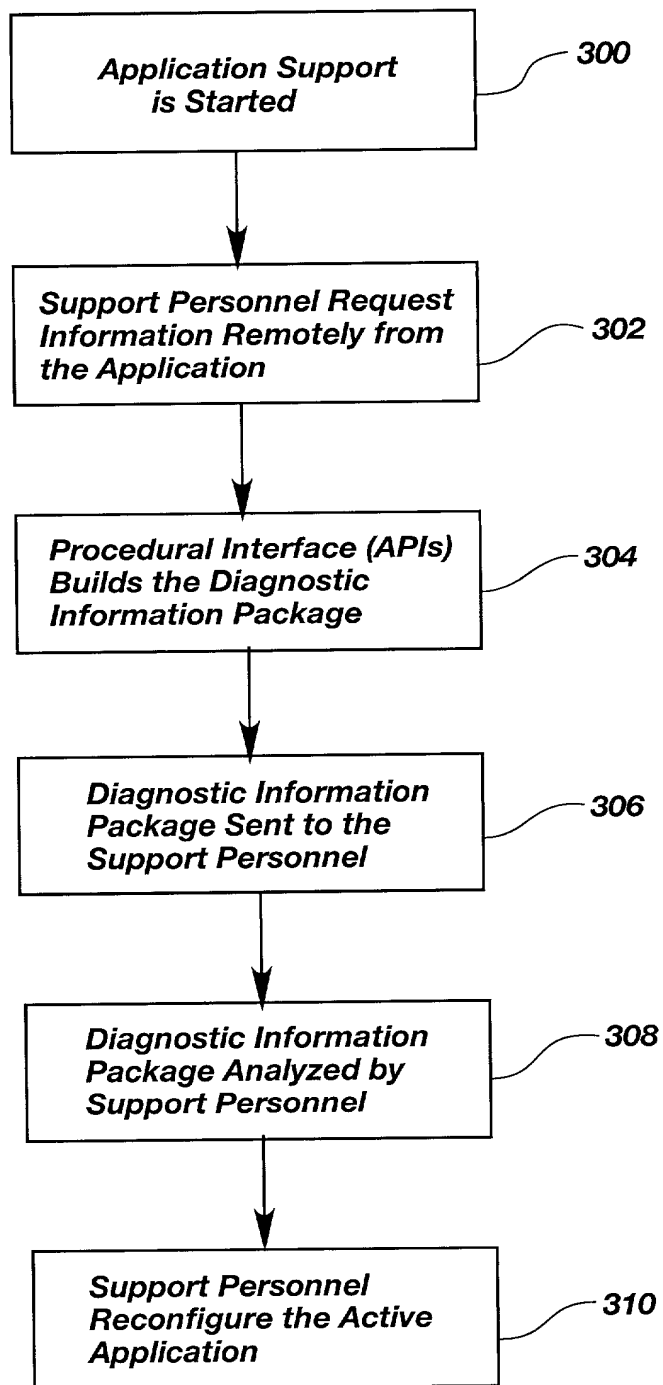 Application Support
is Started
300
Support Personnel Request
Information Remotely from
the Application
302
Procedural Interface (APIs)
Builds the Diagnostic
Information Package
304
Diagnostic Information
Package Sent to the
Support Personnel
306
Diagnostic Information
Package Analyzed by
Support Personnel
308
Support Personnel
Reconfigure the Active
Application
310